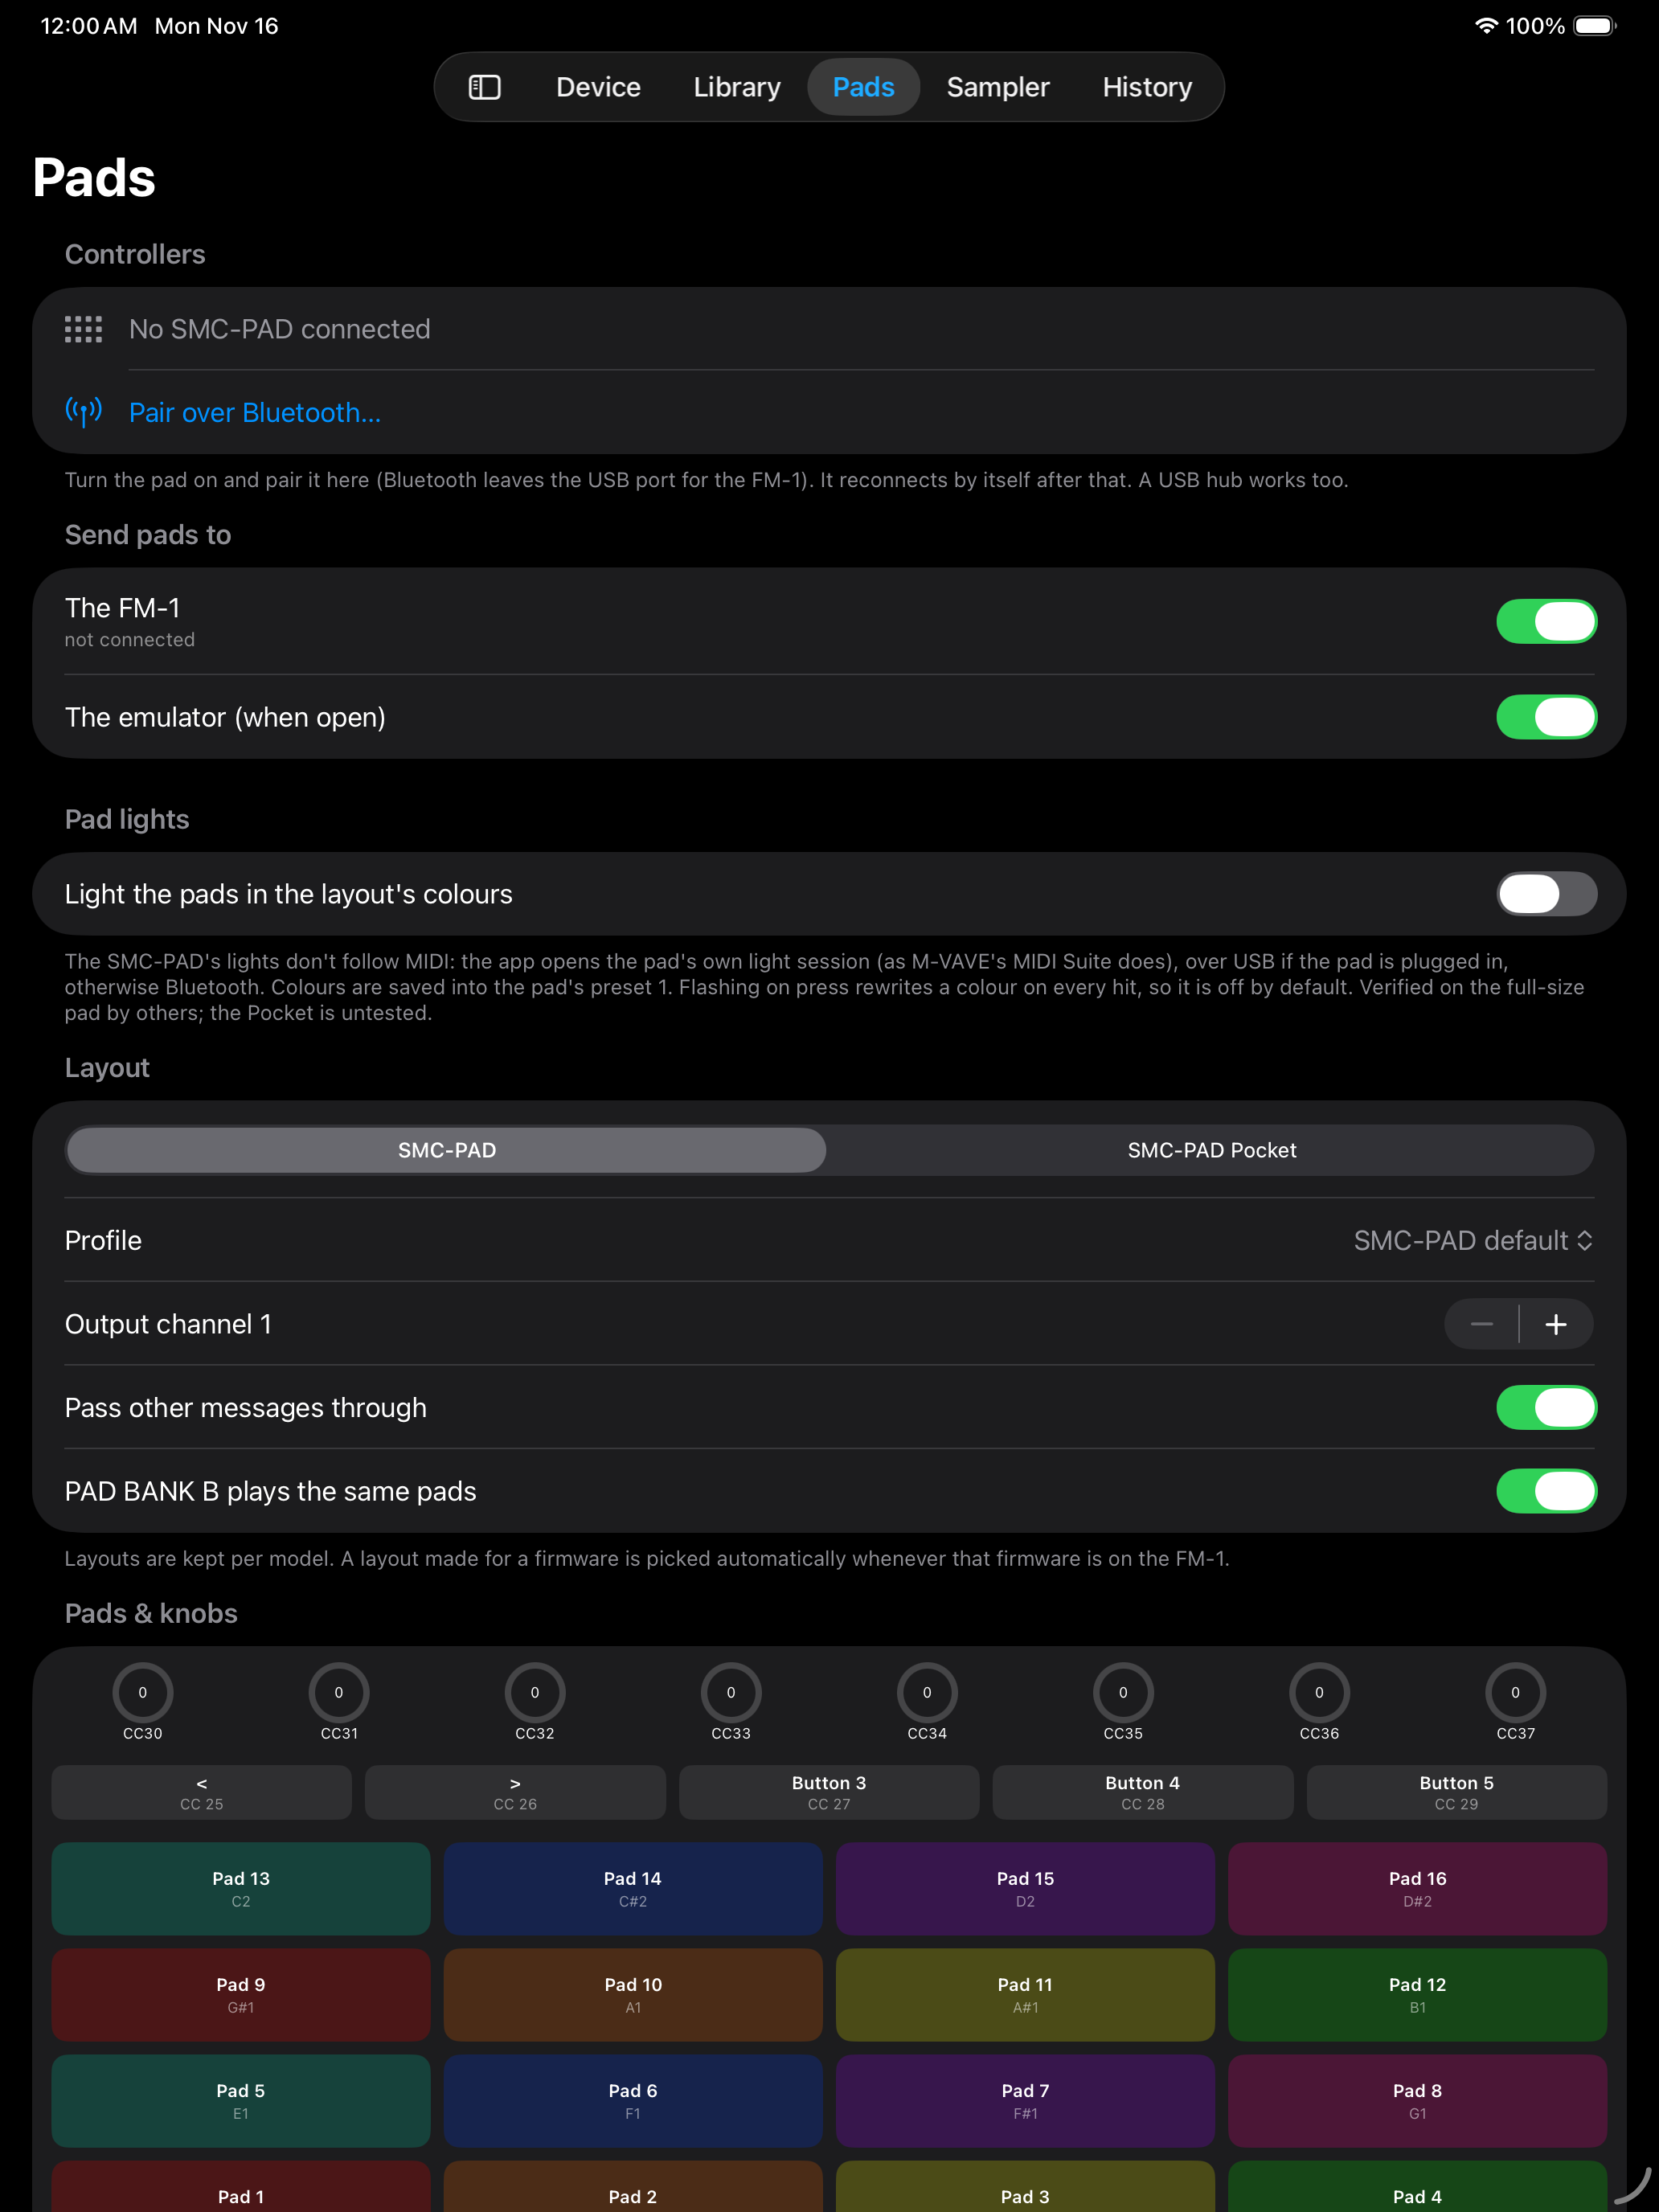 12:00 AM Mon Nov 16
100%
Device
Library
Pads
Sampler
History
Pads
Controllers
No SMC-PAD connected
Pair over Bluetooth...
Turn the pad on and pair it here (Bluetooth leaves the USB port for the FM-1). It reconnects by itself after that. A USB hub works too.
Send pads to
The FM-1
not connected
The emulator (when open)
Pad lights
Light the pads in the layout's colours
The SMC-PAD's lights don't follow MIDI: the app opens the pad's own light session (as M-VAVE's MIDI Suite does), over USB if the pad is plugged in,
otherwise Bluetooth. Colours are saved into the pad's preset 1. Flashing on press rewrites a colour on every hit, so it is off by default. Verified on the full-size
pad by others; the Pocket is untested.
Layout
SMC-PAD
SMC-PAD Pocket
Profile
SMC-PAD default
Output channel 1
Pass other messages through
PAD BANK B plays the same pads
Layouts are kept per model. A layout made for a firmware is picked automatically whenever that firmware is on the FM-1.
Pads & knobs
0 0 0 0 0 0 0 0
CC30 CC31 CC32 CC33 CC34 CC35 CC36 CC37
< > Button 3 Button 4 Button 5
CC 25 CC 26 CC 27 CC 28 CC 29
Pad 13 Pad 14 Pad 15 Pad 16
C2 C#2 D2 D#2
Pad 9 Pad 10 Pad 11 Pad 12
G#1 A1 A#1 B1
Pad 5 Pad 6 Pad 7 Pad 8
E1 F1 F#1 G1
Pad 1 Pad 2 Pad 3 Pad 4